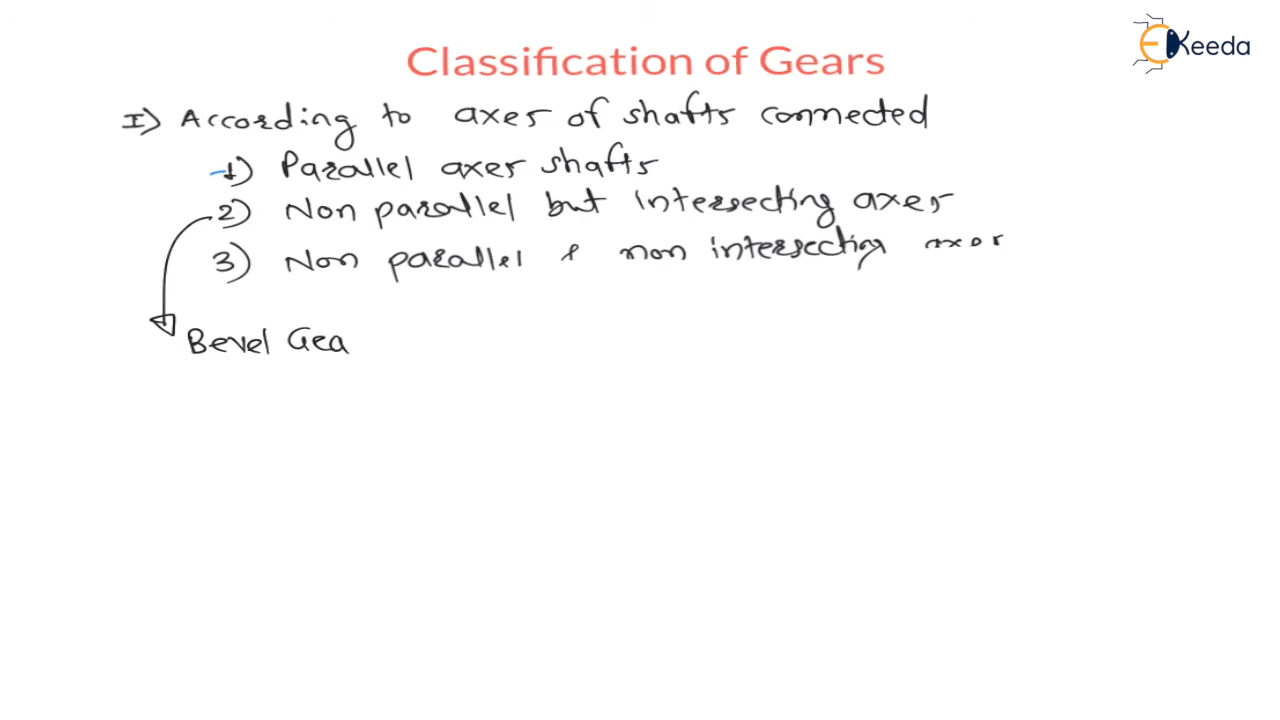 Classification of Gears
EKeeda
I) According to axes of shafts connected
1) Parallel axes shafts
2) Non parallel but intersecting axes
3) Non parallel & non intersecting axes
Bevel Gea